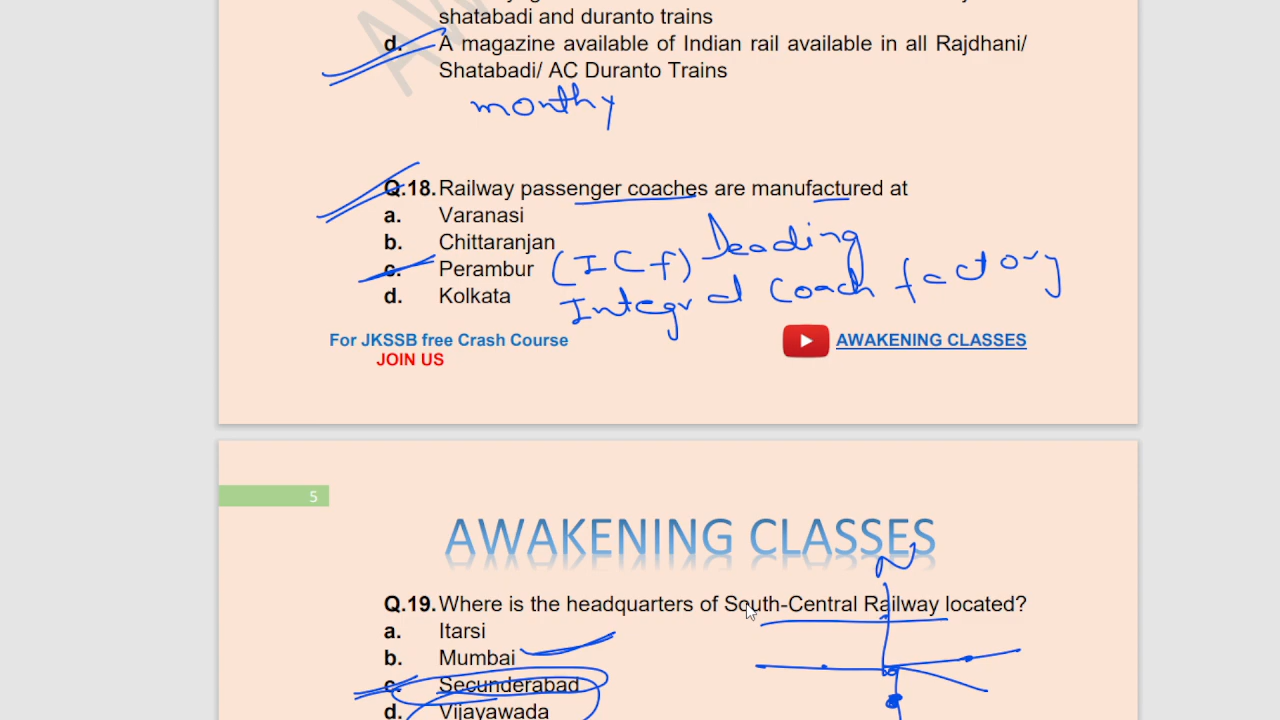 shatabadi and duranto trains
d. A magazine available of Indian rail available in all Rajdhani/
Shatabadi/ AC Duranto Trains
monthy
Q.18. Railway passenger coaches are manufactured at
a. Varanasi
b. Chittaranjan
c. Perambur (ICf) Leading
d. Kolkata Integral Coach factory
For JKSSB free Crash Course
JOIN US
AWAKENING CLASSES
5
AWAKENING CLASSES
N
Q.19. Where is the headquarters of South-Central Railway located?
a. Itarsi
b. Mumbai
c. Secunderabad
d. Vijayawada